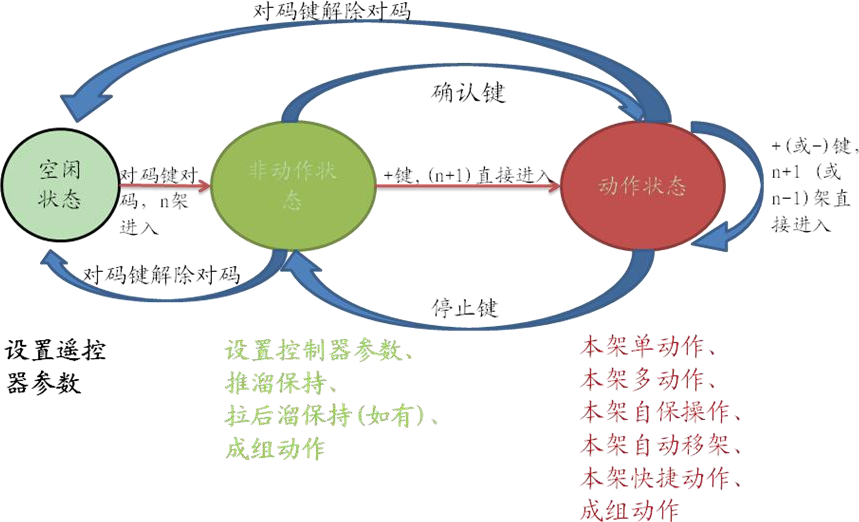 对码键解除对码
确认键
空闲
状态
对码键对
码，n架
进入
非动作状
态
+键，(n+1)直接进入
动作状态
+(或-)键，
n+1 (或
n-1)架直
接进入
对码键解除对码
停止键
设置遥控
器参数
设置控制器参数、
推溜保持、
拉后溜保持(如有)、
成组动作
本架单动作、
本架多动作、
本架自保操作、
本架自动移架、
本架快捷动作、
成组动作